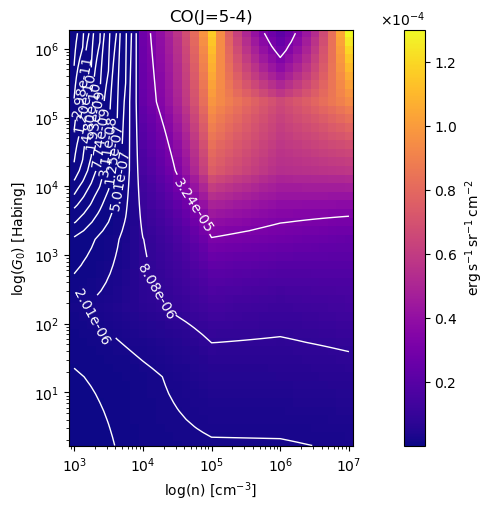 CO(J=5-4)
×10⁻⁴
10⁶
10⁵
10⁴
10³
10²
10¹
log(G₀) [Habing]
10³
10⁴
10⁵
10⁶
10⁷
log(n) [cm⁻³]
5.01e-07
3.24e-05
8.08e-06
2.01e-06
1.2
1.0
0.8
0.6
0.4
0.2
erg s⁻¹ sr⁻¹ cm⁻²